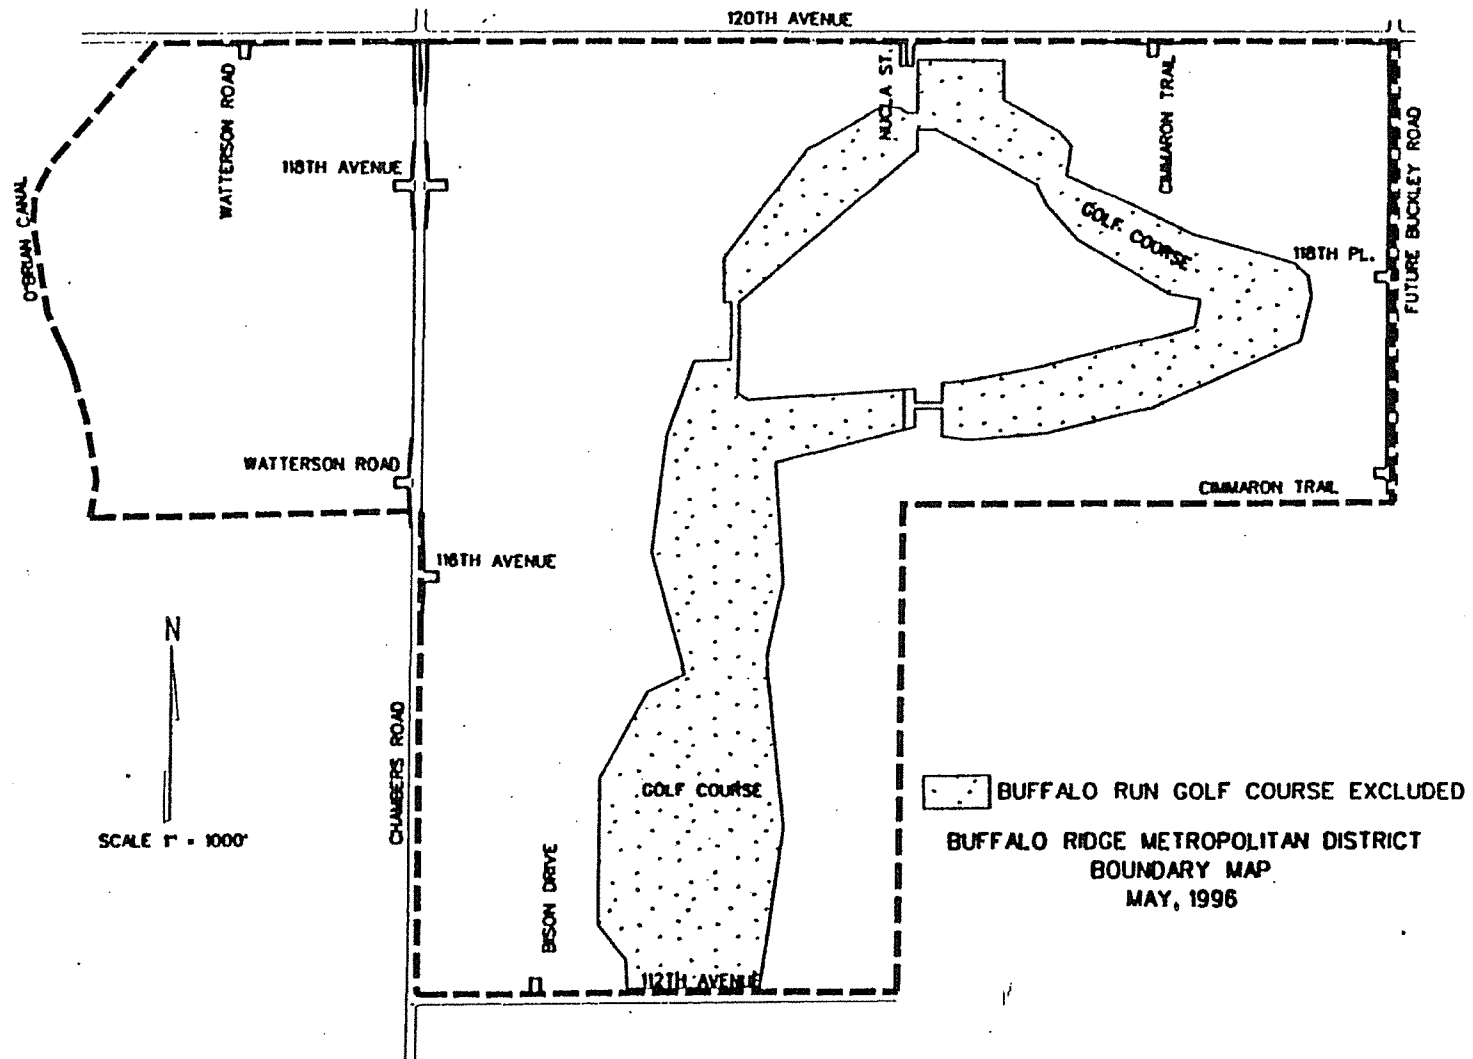 120TH AVENUE
WATTERSON ROAD
NUCLA ST.
CIMMARON TRAIL
FUTURE BUCKLEY ROAD
118TH AVENUE
O'BRIAN CANAL
GOLF COURSE
118TH PL.
WATTERSON ROAD
CIMMARON TRAIL
116TH AVENUE
N
CHAMBERS ROAD
GOLF COURSE
BUFFALO RUN GOLF COURSE EXCLUDED
SCALE 1" = 1000'
BUFFALO RIDGE METROPOLITAN DISTRICT
BOUNDARY MAP
MAY, 1996
BISON DRIVE
112TH AVENUE